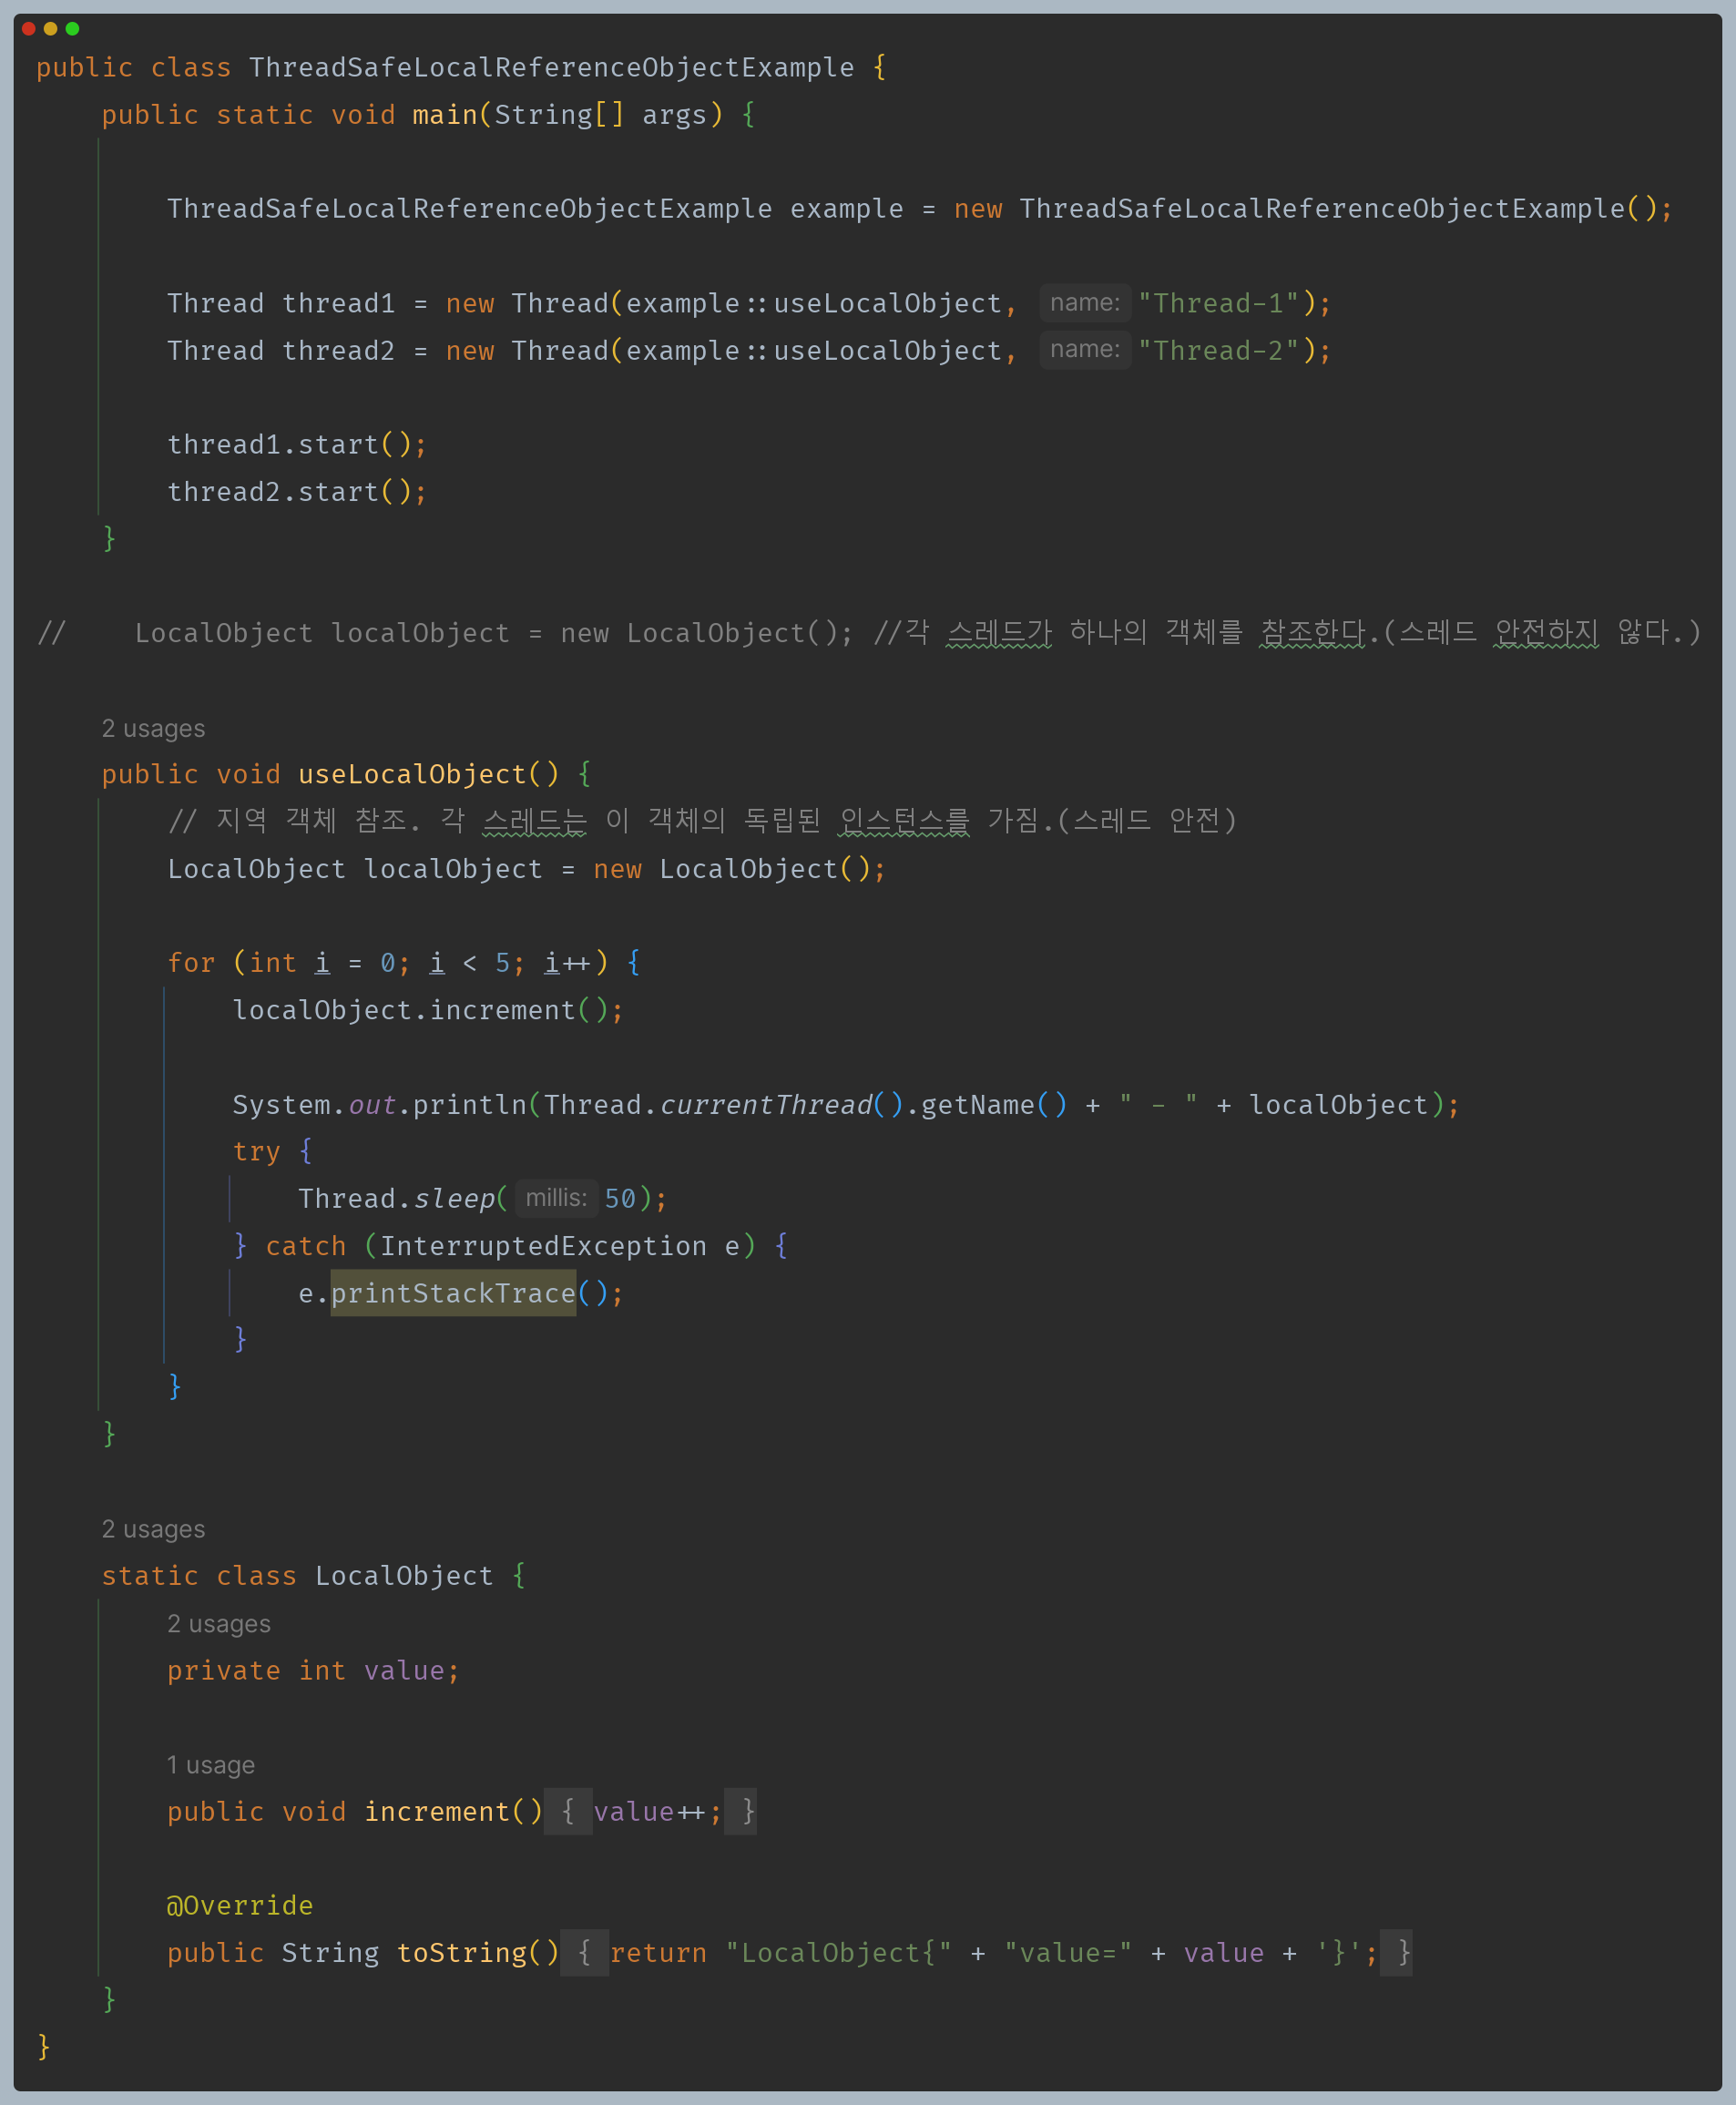 public class ThreadSafeLocalReferenceObjectExample {
public static void main(String[] args) {
ThreadSafeLocalReferenceObjectExample example = new ThreadSafeLocalReferenceObjectExample();
Thread thread1 = new Thread(example::useLocalObject, name: "Thread-1");
Thread thread2 = new Thread(example::useLocalObject, name: "Thread-2");
thread1.start();
thread2.start();
}
// LocalObject localObject = new LocalObject(); //각 스레드가 하나의 객체를 참조한다.(스레드 안전하지 않다.)
2 usages
public void useLocalObject() {
// 지역 객체 참조. 각 스레드는 이 객체의 독립된 인스턴스를 가짐.(스레드 안전)
LocalObject localObject = new LocalObject();
for (int i = 0; i < 5; i++) {
localObject.increment();
System.out.println(Thread.currentThread().getName() + " - " + localObject);
try {
Thread.sleep( millis: 50);
} catch (InterruptedException e) {
e.printStackTrace();
}
}
}
2 usages
static class LocalObject {
2 usages
private int value;
1 usage
public void increment() { value++; }
@Override
public String toString() { return "LocalObject{" + "value=" + value + '}'; }
}
}